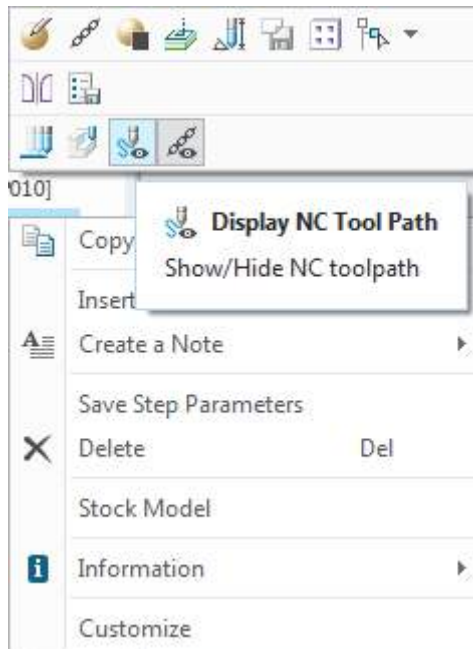 010]
Display NC Tool Path
Show/Hide NC toolpath
Copy
Insert
Create a Note
Save Step Parameters
Delete Del
Stock Model
Information
Customize